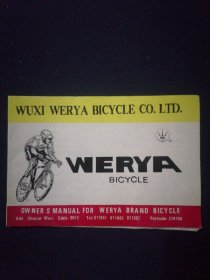 WUXI WERYA BICYCLE CO. LTD.
WERYA
BICYCLE
OWNER'S MANUAL FOR WERYA BRAND BICYCLE